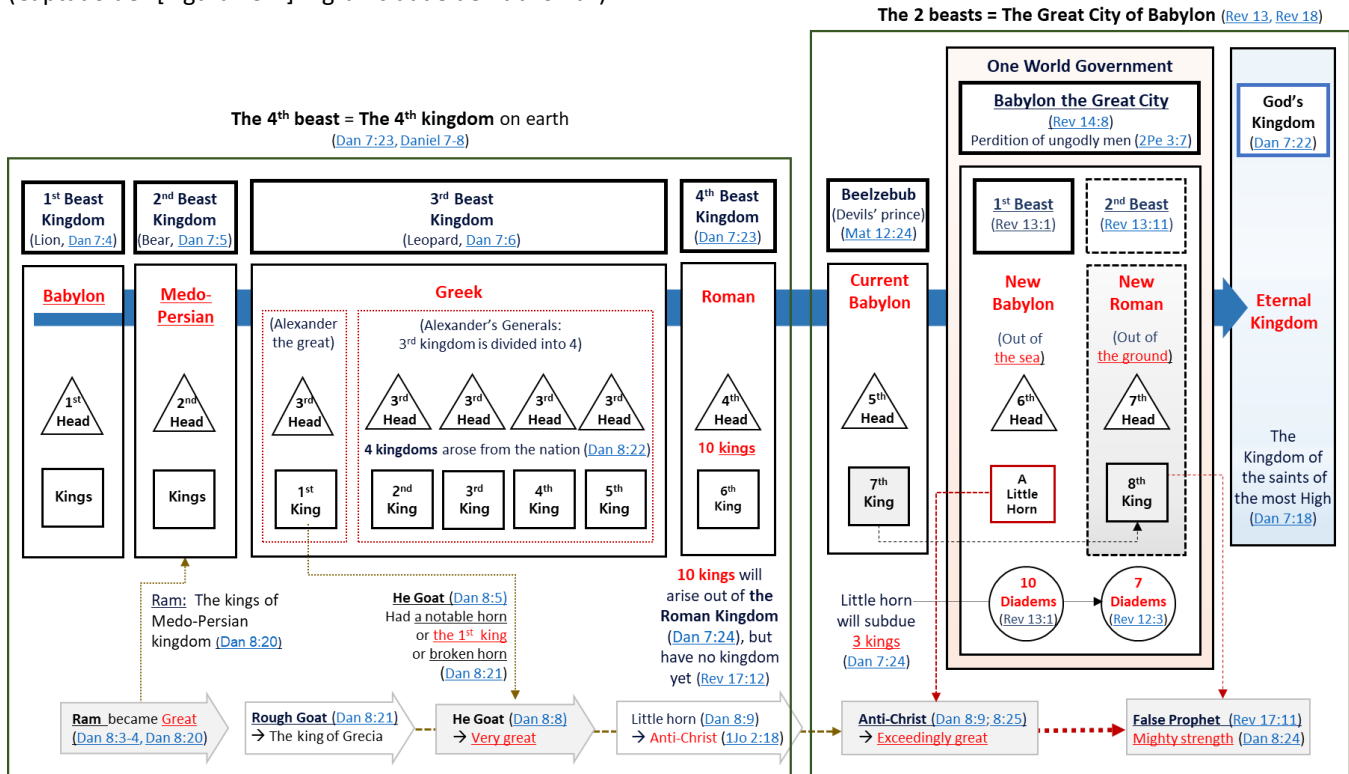 The 2 beasts = The Great City of Babylon (Rev 13, Rev 18)
The 4th beast = The 4th kingdom on earth
(Dan 7:23, Daniel 7-8)
1st Beast
Kingdom
(Lion, Dan 7:4)
2nd Beast
Kingdom
(Bear, Dan 7:5)
3rd Beast
Kingdom
(Leopard, Dan 7:6)
4th Beast
Kingdom
(Dan 7:23)
Babylon
1st
Head
Kings
Medo-
Persian
2nd
Head
Kings
Greek
(Alexander
the great)
3rd
Head
1st
King
(Alexander's Generals:
3rd kingdom is divided into 4)
3rd
Head
3rd
Head
3rd
Head
3rd
Head
4 kingdoms arose from the nation (Dan 8:22)
2nd
King
3rd
King
4th
King
5th
King
Roman
4th
Head
10 kings
6th
King
Ram: The kings of
Medo-Persian
kingdom (Dan 8:20)
He Goat (Dan 8:5)
Had a notable horn
or the 1st king
or broken horn
(Dan 8:21)
10 kings will
arise out of the
Roman Kingdom
(Dan 7:24), but
have no kingdom
yet (Rev 17:12)
Beelzebub
(Devils' prince)
(Mat 12:24)
Current
Babylon
5th
Head
7th
King
Little horn
will subdue
3 kings
(Dan 7:24)
One World Government
Babylon the Great City
(Rev 14:8)
Perdition of ungodly men (2Pe 3:7)
1st Beast
(Rev 13:1)
New
Babylon
(Out of
the sea)
6th
Head
A
Little
Horn
10
Diadems
(Rev 13:1)
2nd Beast
(Rev 13:11)
New
Roman
(Out of
the ground)
7th
Head
8th
King
7
Diadems
(Rev 12:3)
God's
Kingdom
(Dan 7:22)
Eternal
Kingdom
The
Kingdom of
the saints of
the most High
(Dan 7:18)
Ram became Great
(Dan 8:3-4, Dan 8:20)
Rough Goat (Dan 8:21)
→ The king of Grecia
He Goat (Dan 8:8)
→ Very great
Little horn (Dan 8:9)
→ Anti-Christ (1Jo 2:18)
Anti-Christ (Dan 8:9; 8:25)
→ Exceedingly great
False Prophet (Rev 17:11)
Mighty strength (Dan 8:24)